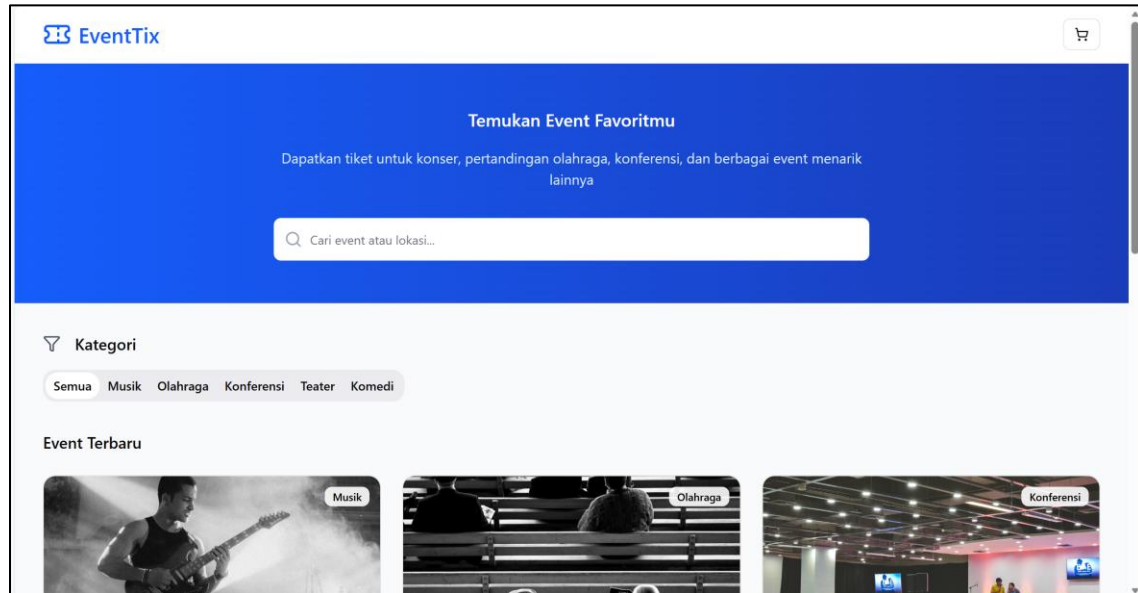 EventTix
Temukan Event Favoritmu
Dapatkan tiket untuk konser, pertandingan olahraga, konferensi, dan berbagai event menarik
lainnya
Cari event atau lokasi...
Kategori
Semua Musik Olahraga Konferensi Teater Komedi
Event Terbaru
Musik Olahraga Konferensi